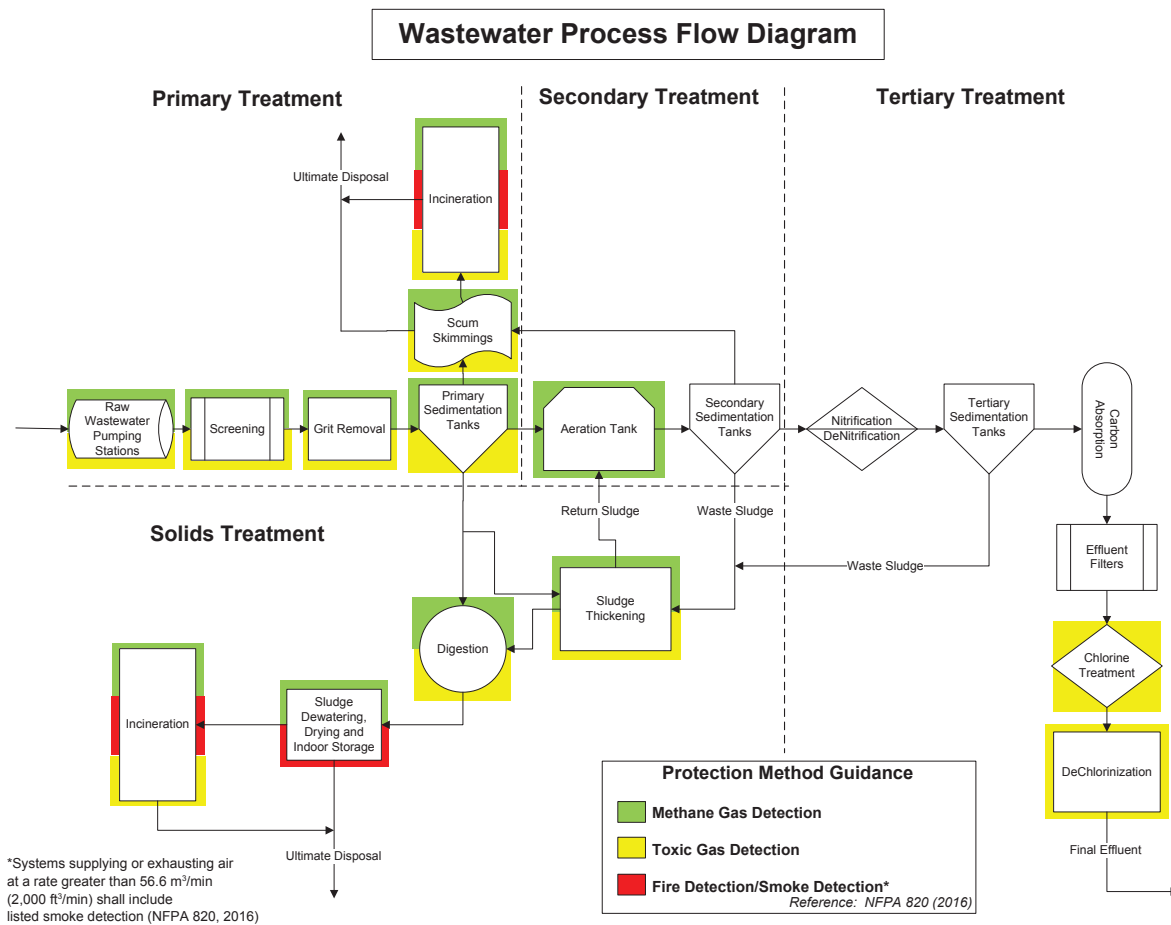 Wastewater Process Flow Diagram
Primary Treatment
Secondary Treatment
Tertiary Treatment
Ultimate Disposal
Incineration
Scum
Skimmings
Raw
Wastewater
Pumping
Stations
Screening
Grit Removal
Primary
Sedimentation
Tanks
Aeration Tank
Secondary
Sedimentation
Tanks
Nitrification
DeNitrification
Tertiary
Sedimentation
Tanks
Carbon
Absorption
Solids Treatment
Return Sludge
Waste Sludge
Waste Sludge
Effluent
Filters
Sludge
Thickening
Digestion
Chlorine
Treatment
Incineration
Sludge
Dewatering,
Drying and
Indoor Storage
DeChlorinization
Ultimate Disposal
Final Effluent
Protection Method Guidance
Methane Gas Detection
Toxic Gas Detection
Fire Detection/Smoke Detection*
Reference: NFPA 820 (2016)
*Systems supplying or exhausting air
at a rate greater than 56.6 m³/min
(2,000 ft³/min) shall include
listed smoke detection (NFPA 820, 2016)